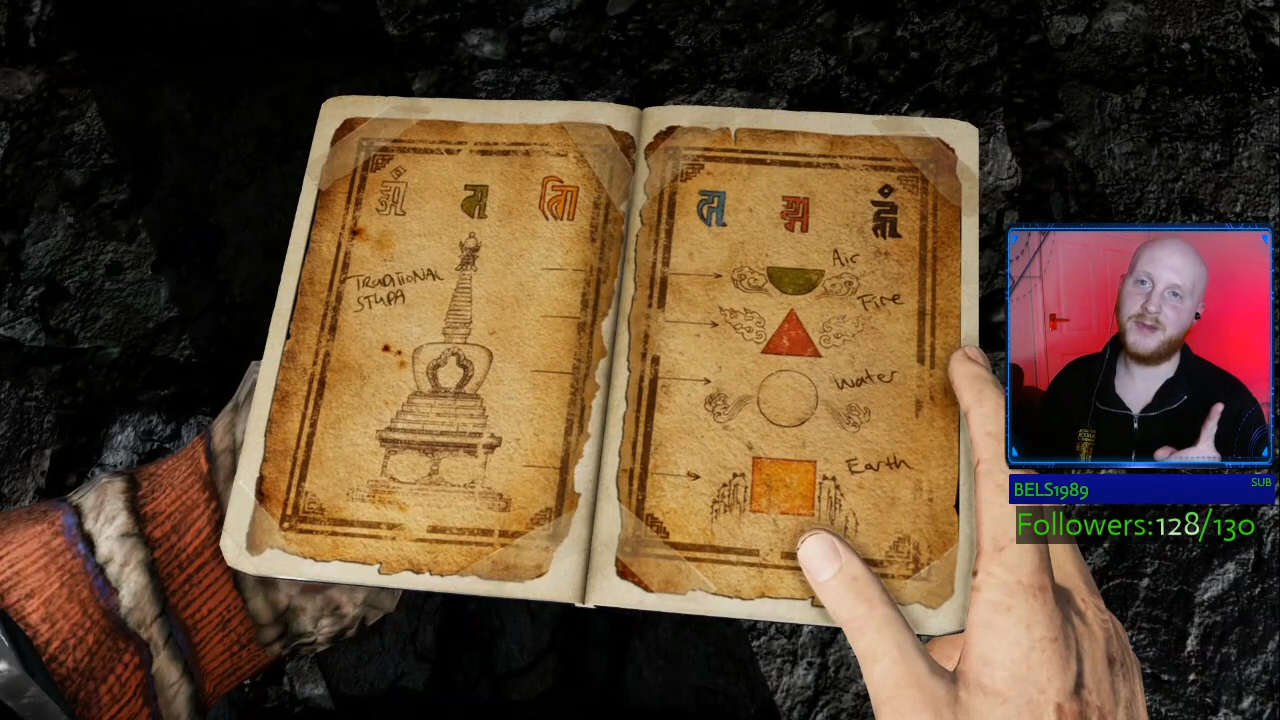 TRADITIONAL
STUPA
Air
Fire
Water
Earth
BELS1989
SUB
Followers:128/130